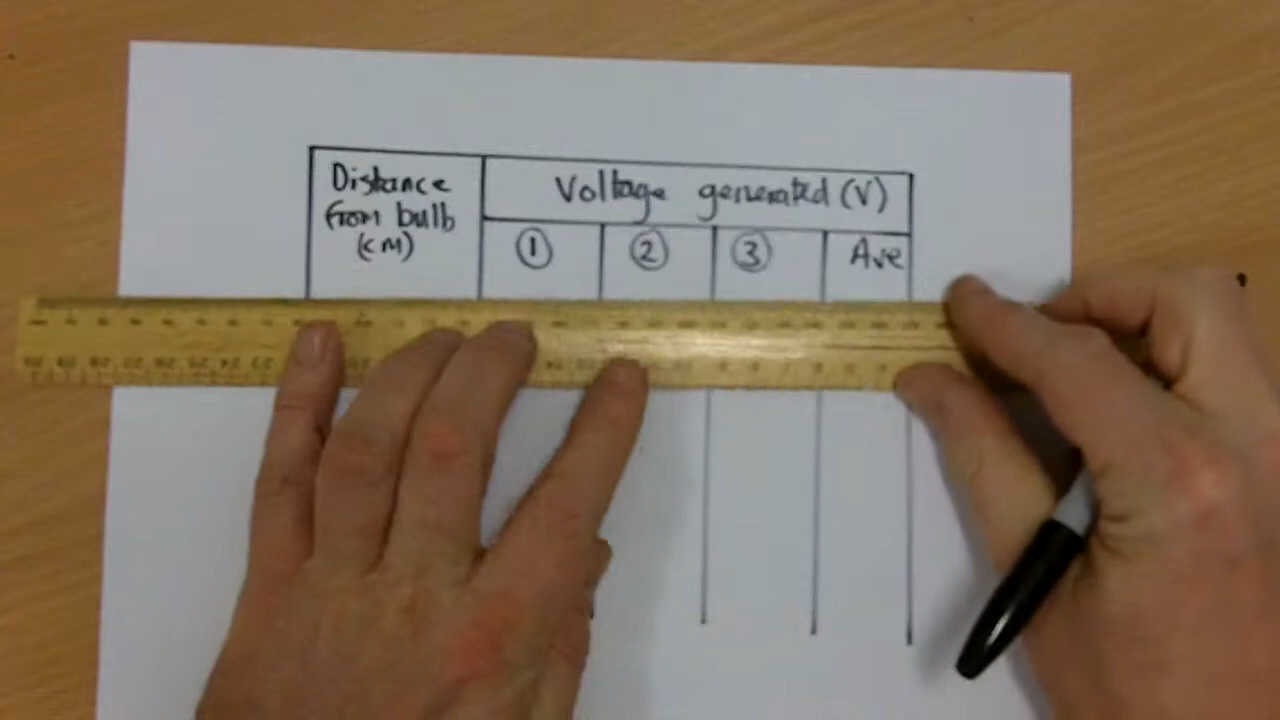 Distance
from bulb
(cm)
Voltage generated (V)
① ② ③ Ave